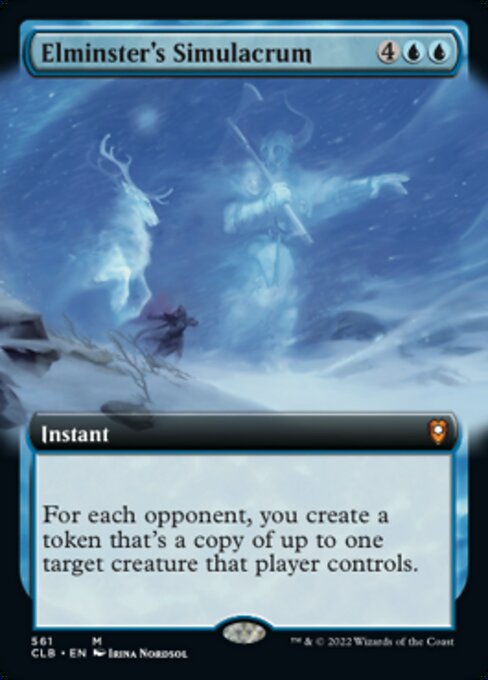 Elminster's Simulacrum 4
Instant
For each opponent, you create a
token that's a copy of up to one
target creature that player controls.
561 M
CLB • EN Irina Nordsol
™ & © 2022 Wizards of the Coast